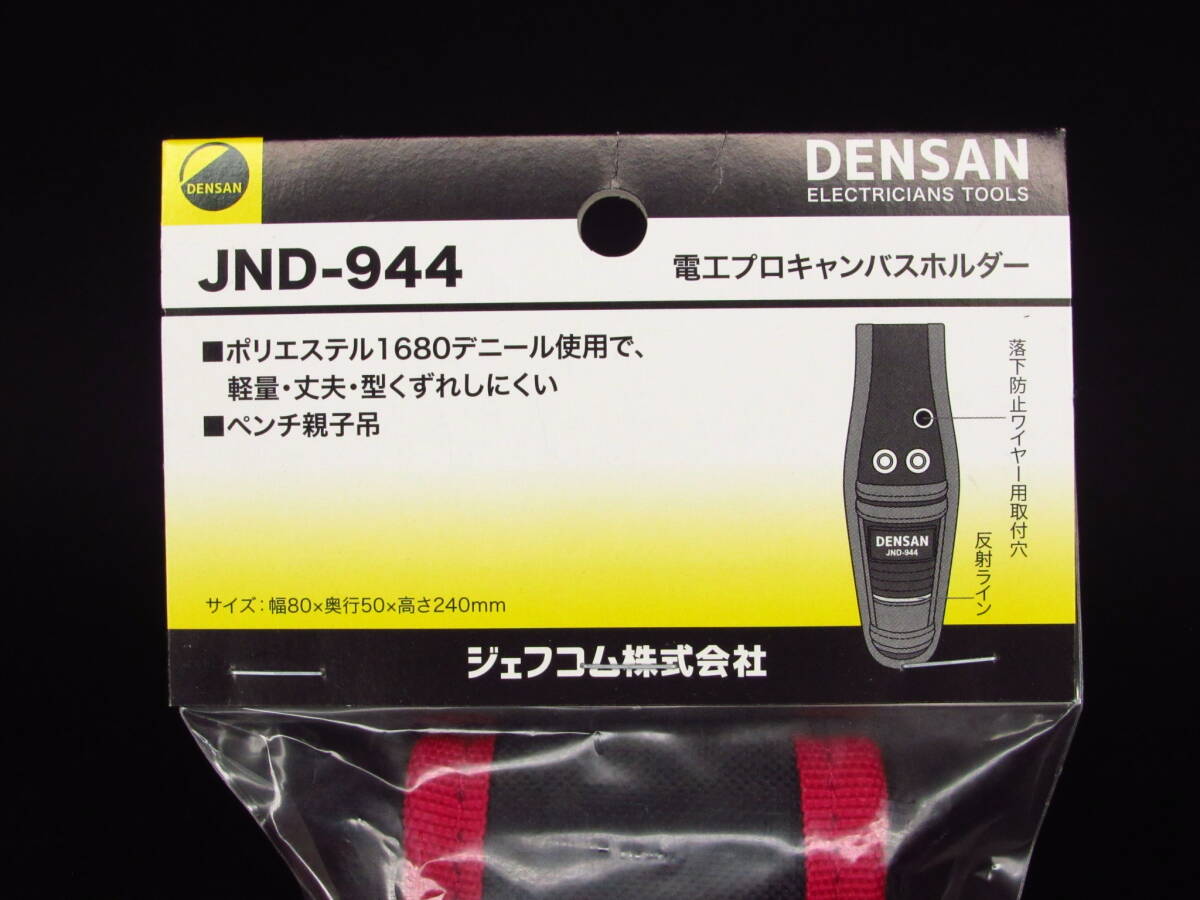 DENSAN
DENSAN
ELECTRICIANS TOOLS
JND-944
電工プロキャンバスホルダー
■ポリエステル1680デニール使用で、
軽量・丈夫・型くずれしにくい
■ペンチ親子吊
落下防止ワイヤー用取付穴
DENSAN
JND-944
反射ライン
サイズ：幅80×奥行50×高さ240mm
ジェフコム株式会社